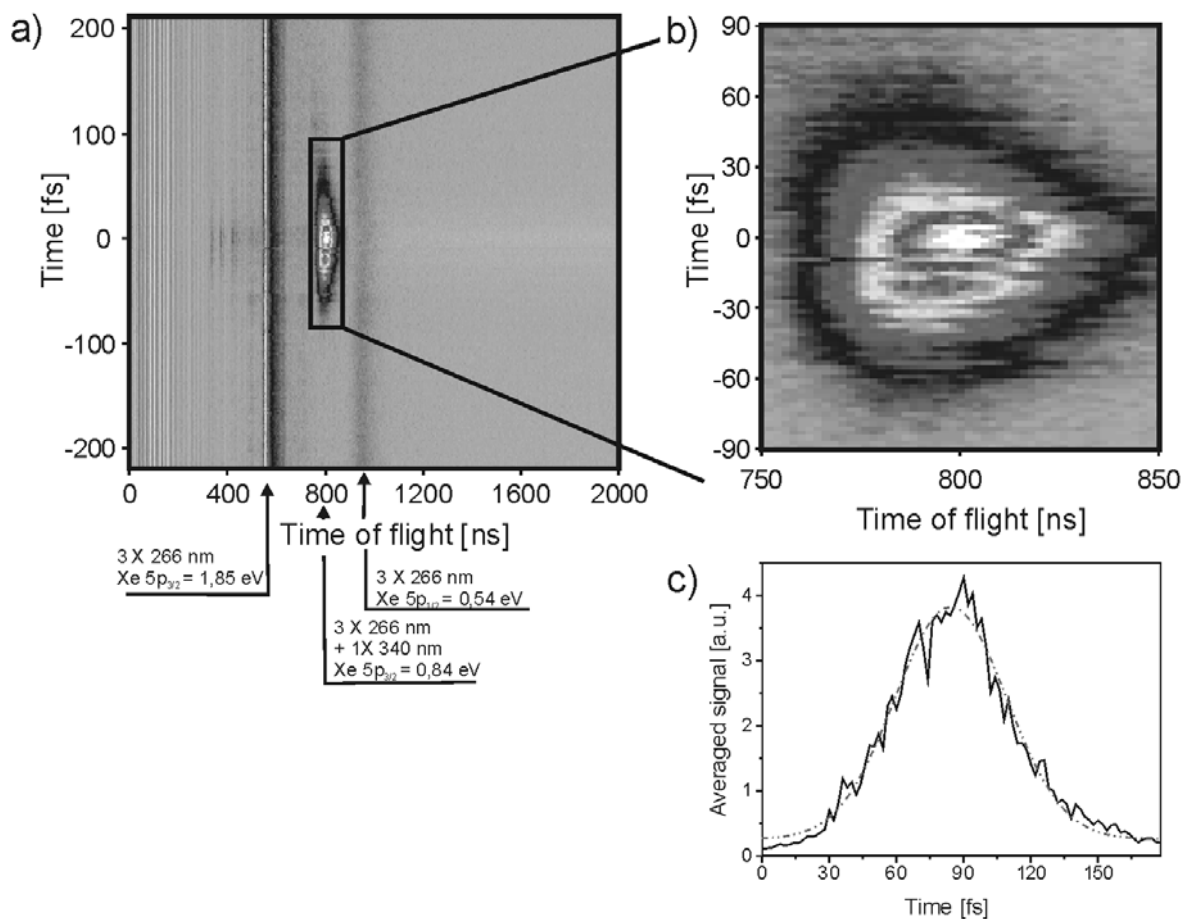 a)
Time [fs]
200
100
0
-100
-200
0 400 800 1200 1600 2000
Time of flight [ns]
3 X 266 nm
Xe 5p3/2 = 1,85 eV
3 X 266 nm
+ 1X 340 nm
Xe 5p3/2 = 0,84 eV
3 X 266 nm
Xe 5p1/2 = 0,54 eV
b)
Time [fs]
90
60
30
0
-30
-60
-90
750 800 850
Time of flight [ns]
c)
Averaged signal [a.u.]
4
3
2
1
0
0 30 60 90 120 150
Time [fs]